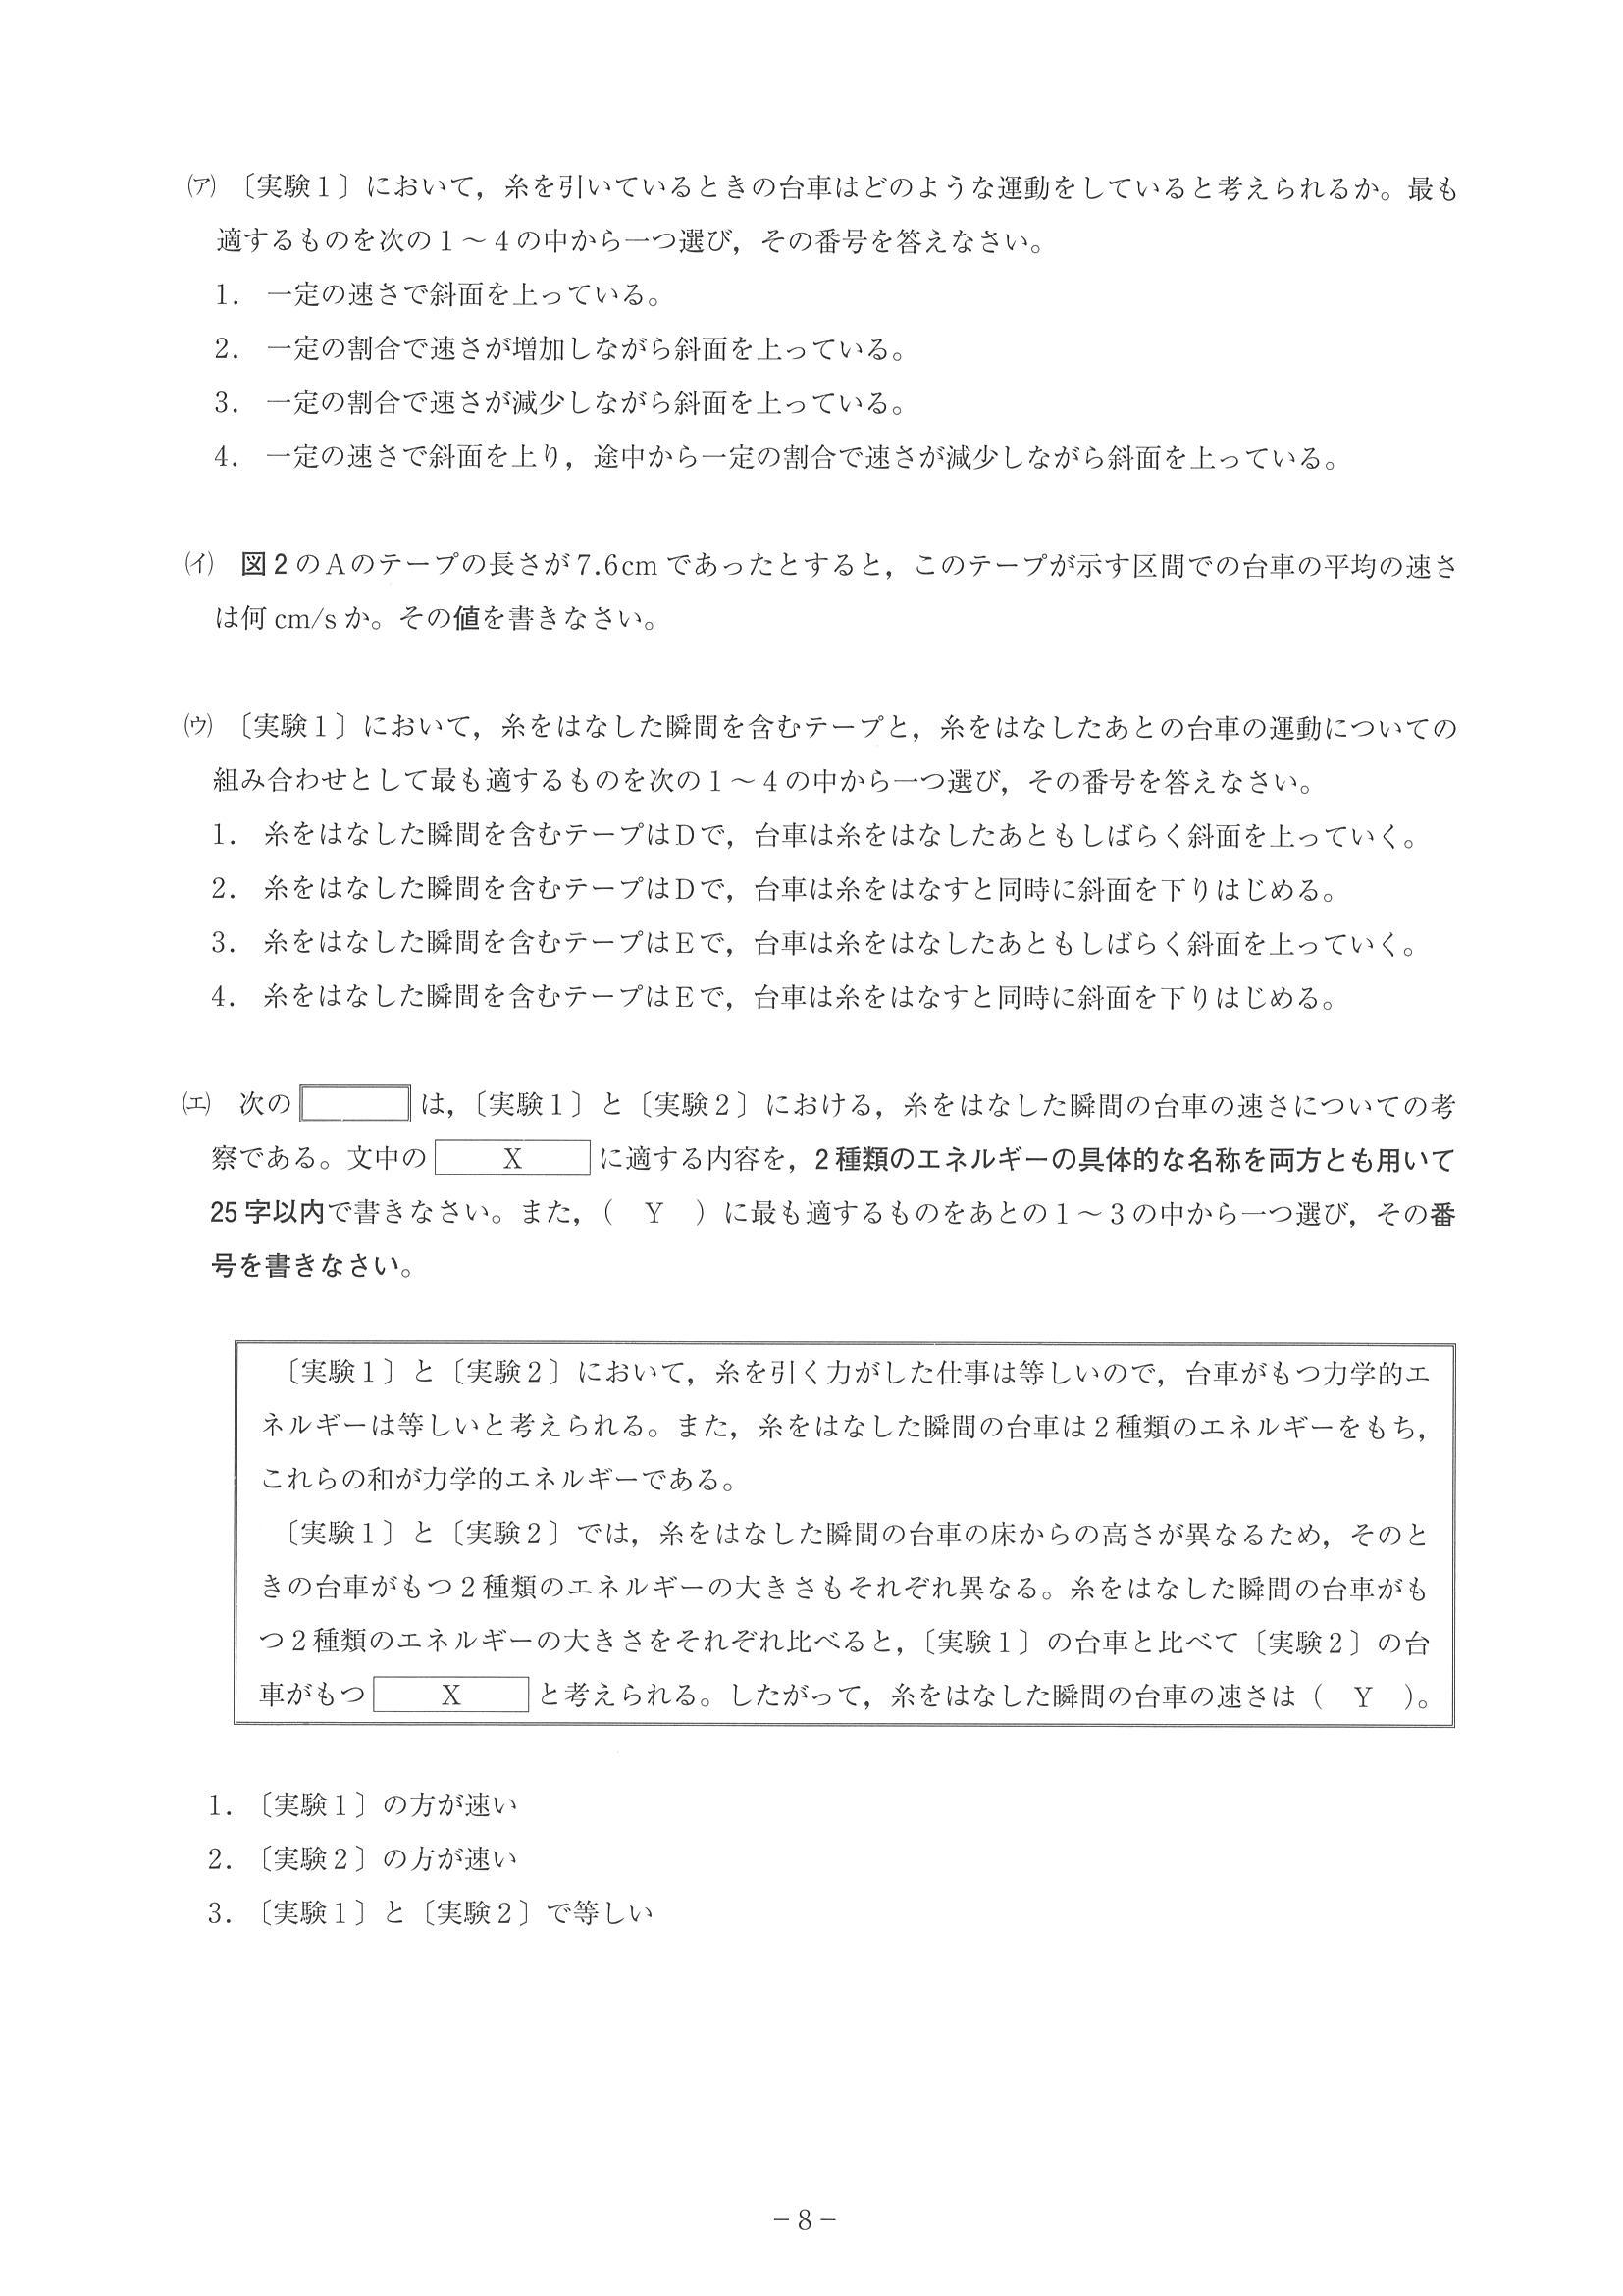 (ア) 〔実験１〕において，糸を引いているときの台車はどのような運動をしていると考えられるか。最も
適するものを次の１～４の中から一つ選び，その番号を答えなさい。
1. 一定の速さで斜面を上っている。
2. 一定の割合で速さが増加しながら斜面を上っている。
3. 一定の割合で速さが減少しながら斜面を上っている。
4. 一定の速さで斜面を上り，途中から一定の割合で速さが減少しながら斜面を上っている。
(イ) 図２のＡのテープの長さが7.6cmであったとすると，このテープが示す区間での台車の平均の速さ
は何cm/sか。その値を書きなさい。
(ウ) 〔実験１〕において，糸をはなした瞬間を含むテープと，糸をはなしたあとの台車の運動についての
組み合わせとして最も適するものを次の１～４の中から一つ選び，その番号を答えなさい。
1. 糸をはなした瞬間を含むテープはＤで，台車は糸をはなしたあともしばらく斜面を上っていく。
2. 糸をはなした瞬間を含むテープはＤで，台車は糸をはなすと同時に斜面を下りはじめる。
3. 糸をはなした瞬間を含むテープはＥで，台車は糸をはなしたあともしばらく斜面を上っていく。
4. 糸をはなした瞬間を含むテープはＥで，台車は糸をはなすと同時に斜面を下りはじめる。
(エ) 次の は，〔実験１〕と〔実験２〕における，糸をはなした瞬間の台車の速さについての考
察である。文中の Ｘ に適する内容を，２種類のエネルギーの具体的な名称を両方とも用いて
25字以内で書きなさい。また，（ Ｙ ）に最も適するものをあとの１～３の中から一つ選び，その番
号を書きなさい。
〔実験１〕と〔実験２〕において，糸を引く力がした仕事は等しいので，台車がもつ力学的エ
ネルギーは等しいと考えられる。また，糸をはなした瞬間の台車は２種類のエネルギーをもち，
これらの和が力学的エネルギーである。
〔実験１〕と〔実験２〕では，糸をはなした瞬間の台車の床からの高さが異なるため，そのと
きの台車がもつ２種類のエネルギーの大きさもそれぞれ異なる。糸をはなした瞬間の台車がも
つ２種類のエネルギーの大きさをそれぞれ比べると，〔実験１〕の台車と比べて〔実験２〕の台
車がもつ Ｘ と考えられる。したがって，糸をはなした瞬間の台車の速さは（ Ｙ ）。
1. 〔実験１〕の方が速い
2. 〔実験２〕の方が速い
3. 〔実験１〕と〔実験２〕で等しい
－8－